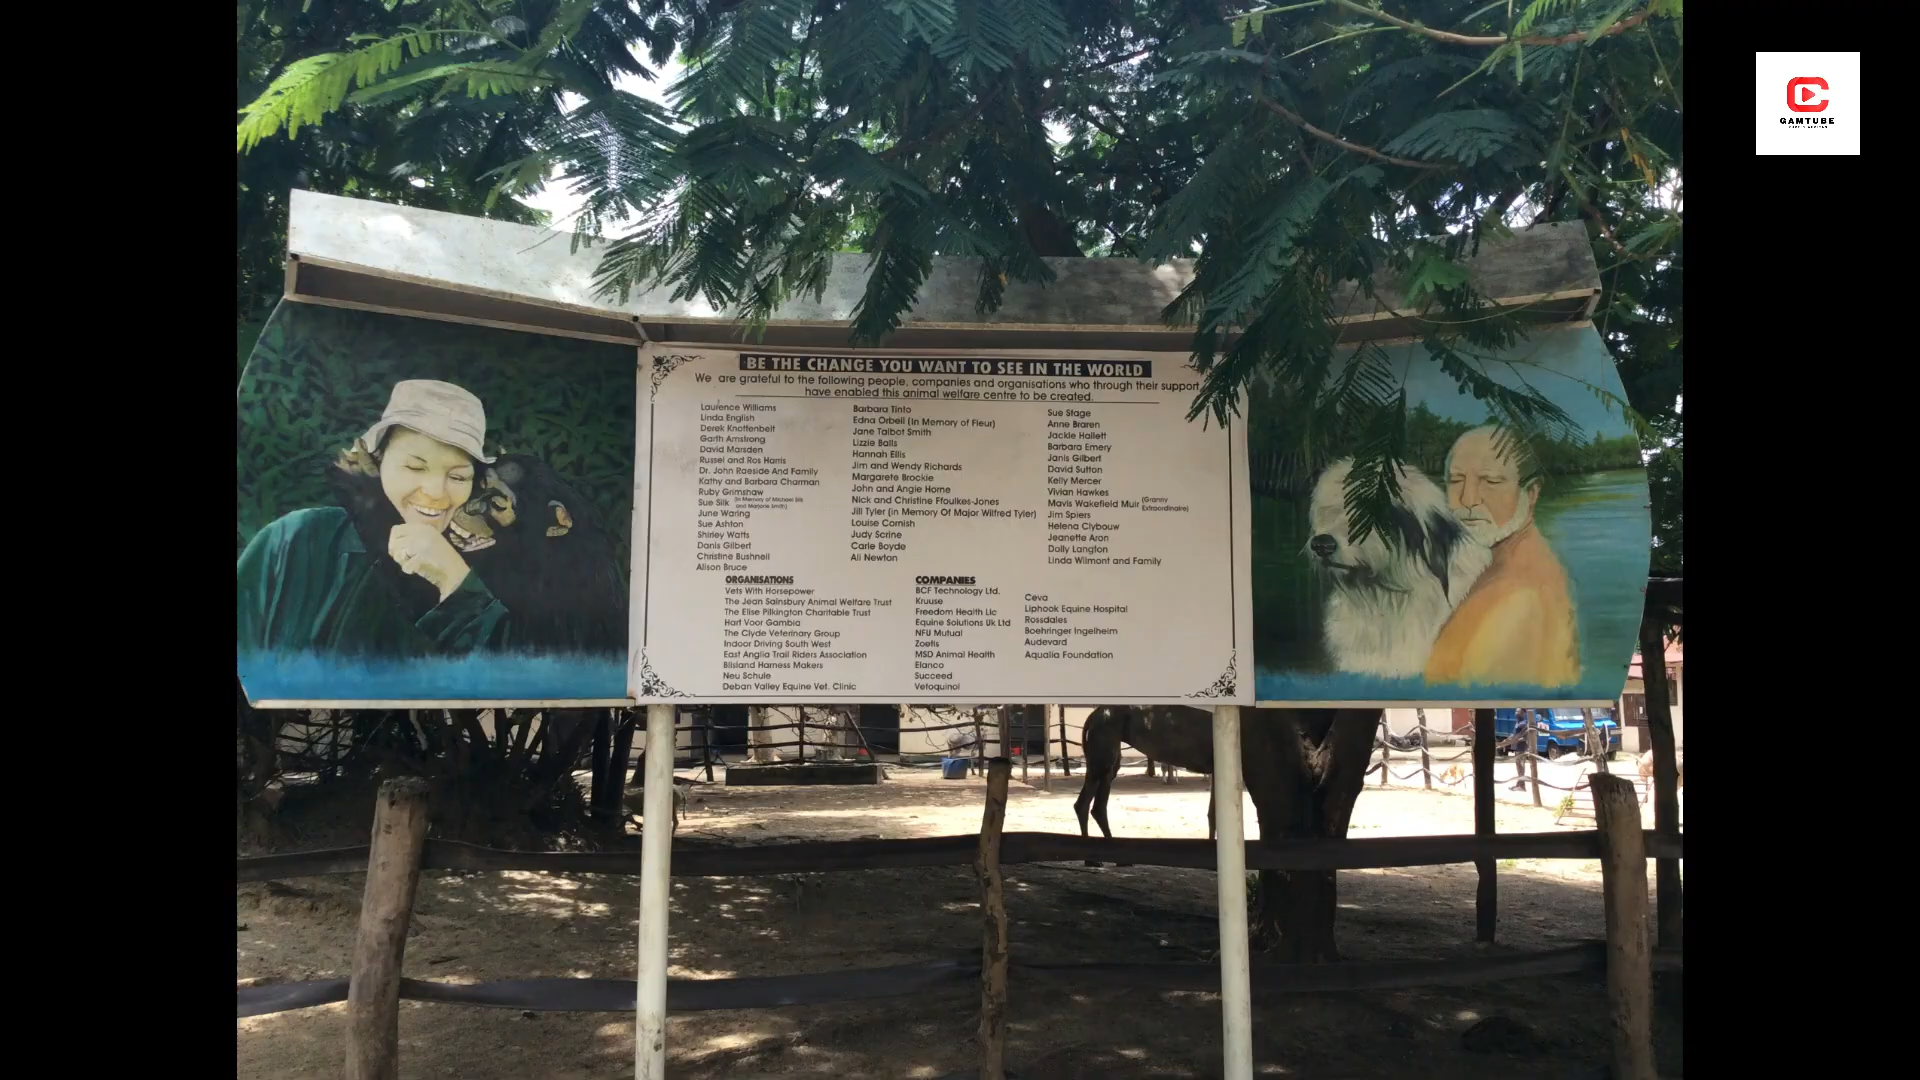 GAMTUBE
BE THE CHANGE YOU WANT TO SEE IN THE WORLD
We are grateful to the following people, companies and organisations who through their support
have enabled this animal welfare centre to be created.
Laurence Williams
Linda English
Derek Knottenbelt
Garth Amstrong
David Marsden
Russel and Ros Harris
Dr. John Raeside And Family
Kathy and Barbara Charman
Ruby Grimshaw
Sue Silk (In Memory of Michael Silk
and Marjorie Smith)
June Waring
Sue Ashton
Shirley Watts
Danis Gilbert
Christine Bushnell
Alison Bruce
Barbara Tinto
Edna Orbell (In Memory of Fleur)
Jane Talbot Smith
Lizzie Balls
Hannah Ellis
Jim and Wendy Richards
Margarete Brockie
John and Angie Horne
Nick and Christine Ffoulkes-Jones
Jill Tyler (in Memory Of Major Wilfred Tyler)
Louise Cornish
Judy Scrine
Carle Boyde
Ali Newton
Sue Stage
Anne Braren
Jackie Hallett
Barbara Emery
Janis Gilbert
David Sutton
Kelly Mercer
Vivian Hawkes
Mavis Wakefield Muir (Granny
Extraordinaire)
Jim Spiers
Helena Clybouw
Jeanette Aron
Dolly Langton
Linda Wilmont and Family
ORGANISATIONS
Vets With Horsepower
The Jean Sainsbury Animal Welfare Trust
The Elise Pilkington Charitable Trust
Hart Voor Gambia
The Clyde Veterinary Group
Indoor Driving South West
East Anglia Trail Riders Association
Blisland Harness Makers
Neu Schule
Deban Valley Equine Vet. Clinic
COMPANIES
BCF Technology Ltd.
Kruuse
Freedom Health Llc
Equine Solutions Uk Ltd
NFU Mutual
Zoetis
MSD Animal Health
Elanco
Succeed
Vetoquinol
Ceva
Liphook Equine Hospital
Rossdales
Boehringer Ingelheim
Audevard
Aqualia Foundation